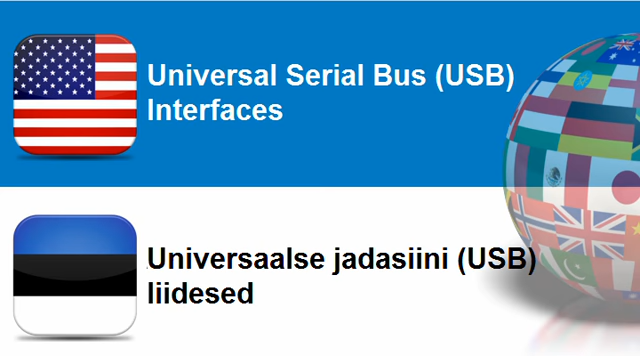 Universal Serial Bus (USB)
Interfaces
Universaalse jadasiini (USB)
liidesed